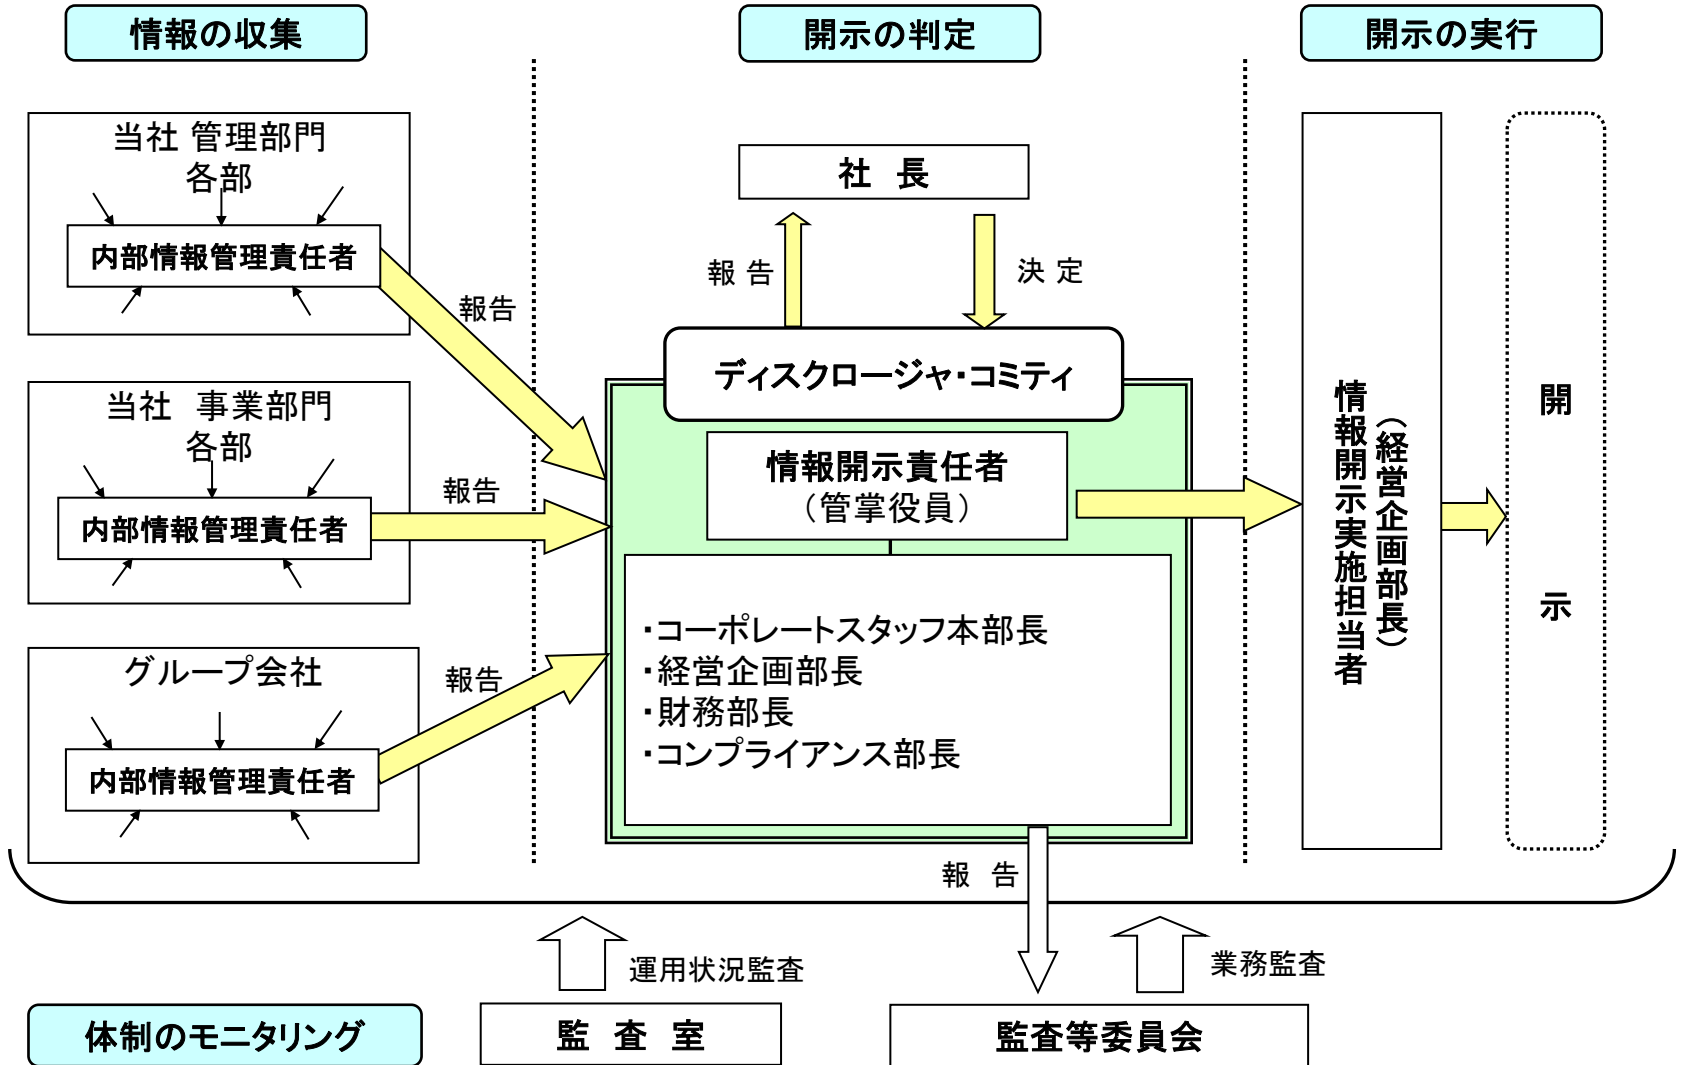 情報の収集
開示の判定
開示の実行
当社 管理部門
各部
内部情報管理責任者
報告
当社　事業部門
各部
内部情報管理責任者
報告
グループ会社
内部情報管理責任者
報告
社　長
報 告
決 定
ディスクロージャ・コミティ
情報開示責任者
（管掌役員）
・コーポレートスタッフ本部長
・経営企画部長
・財務部長
・コンプライアンス部長
情報開示実施担当者
（経営企画部長）
開　示
報　告
運用状況監査
業務監査
体制のモニタリング
監　査　室
監査等委員会